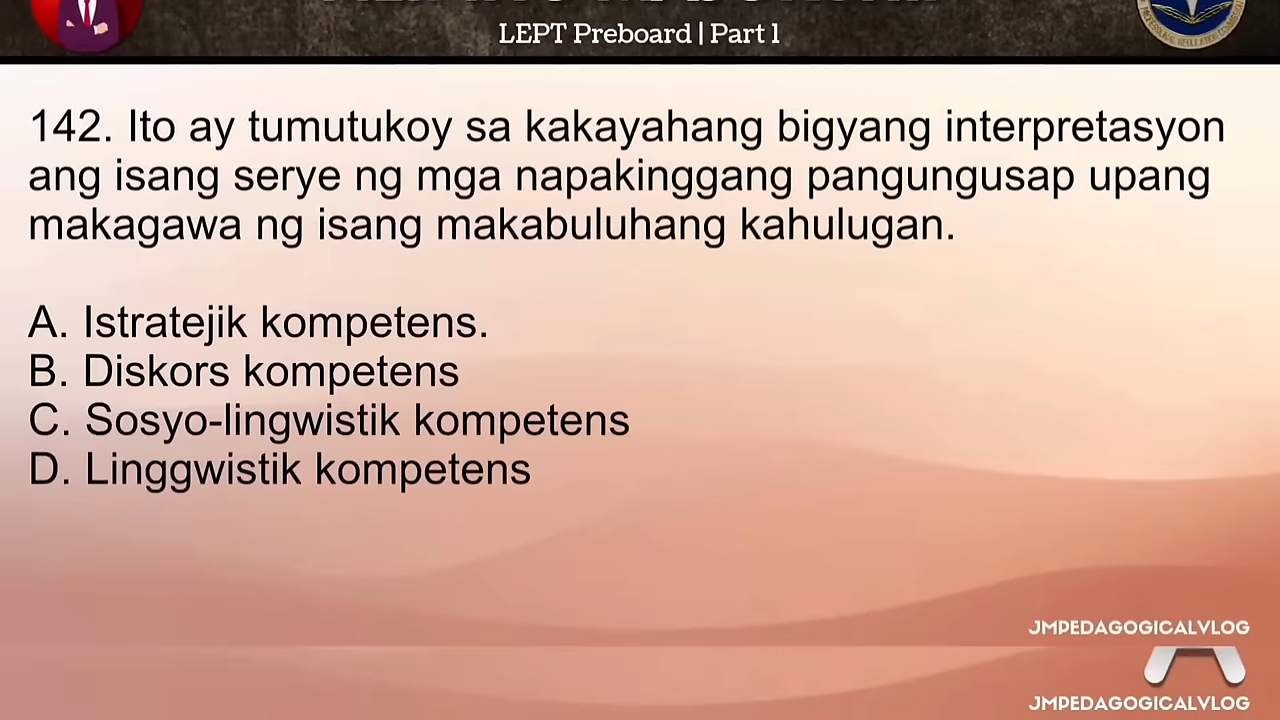 LEPT Preboard | Part 1
142. Ito ay tumutukoy sa kakayahang bigyang interpretasyon
ang isang serye ng mga napakinggang pangungusap upang
makagawa ng isang makabuluhang kahulugan.
A. Istratejik kompetens.
B. Diskors kompetens
C. Sosyo-lingwistik kompetens
D. Linggwistik kompetens
JMPEDAGOGICALVLOG
JMPEDAGOGICALVLOG